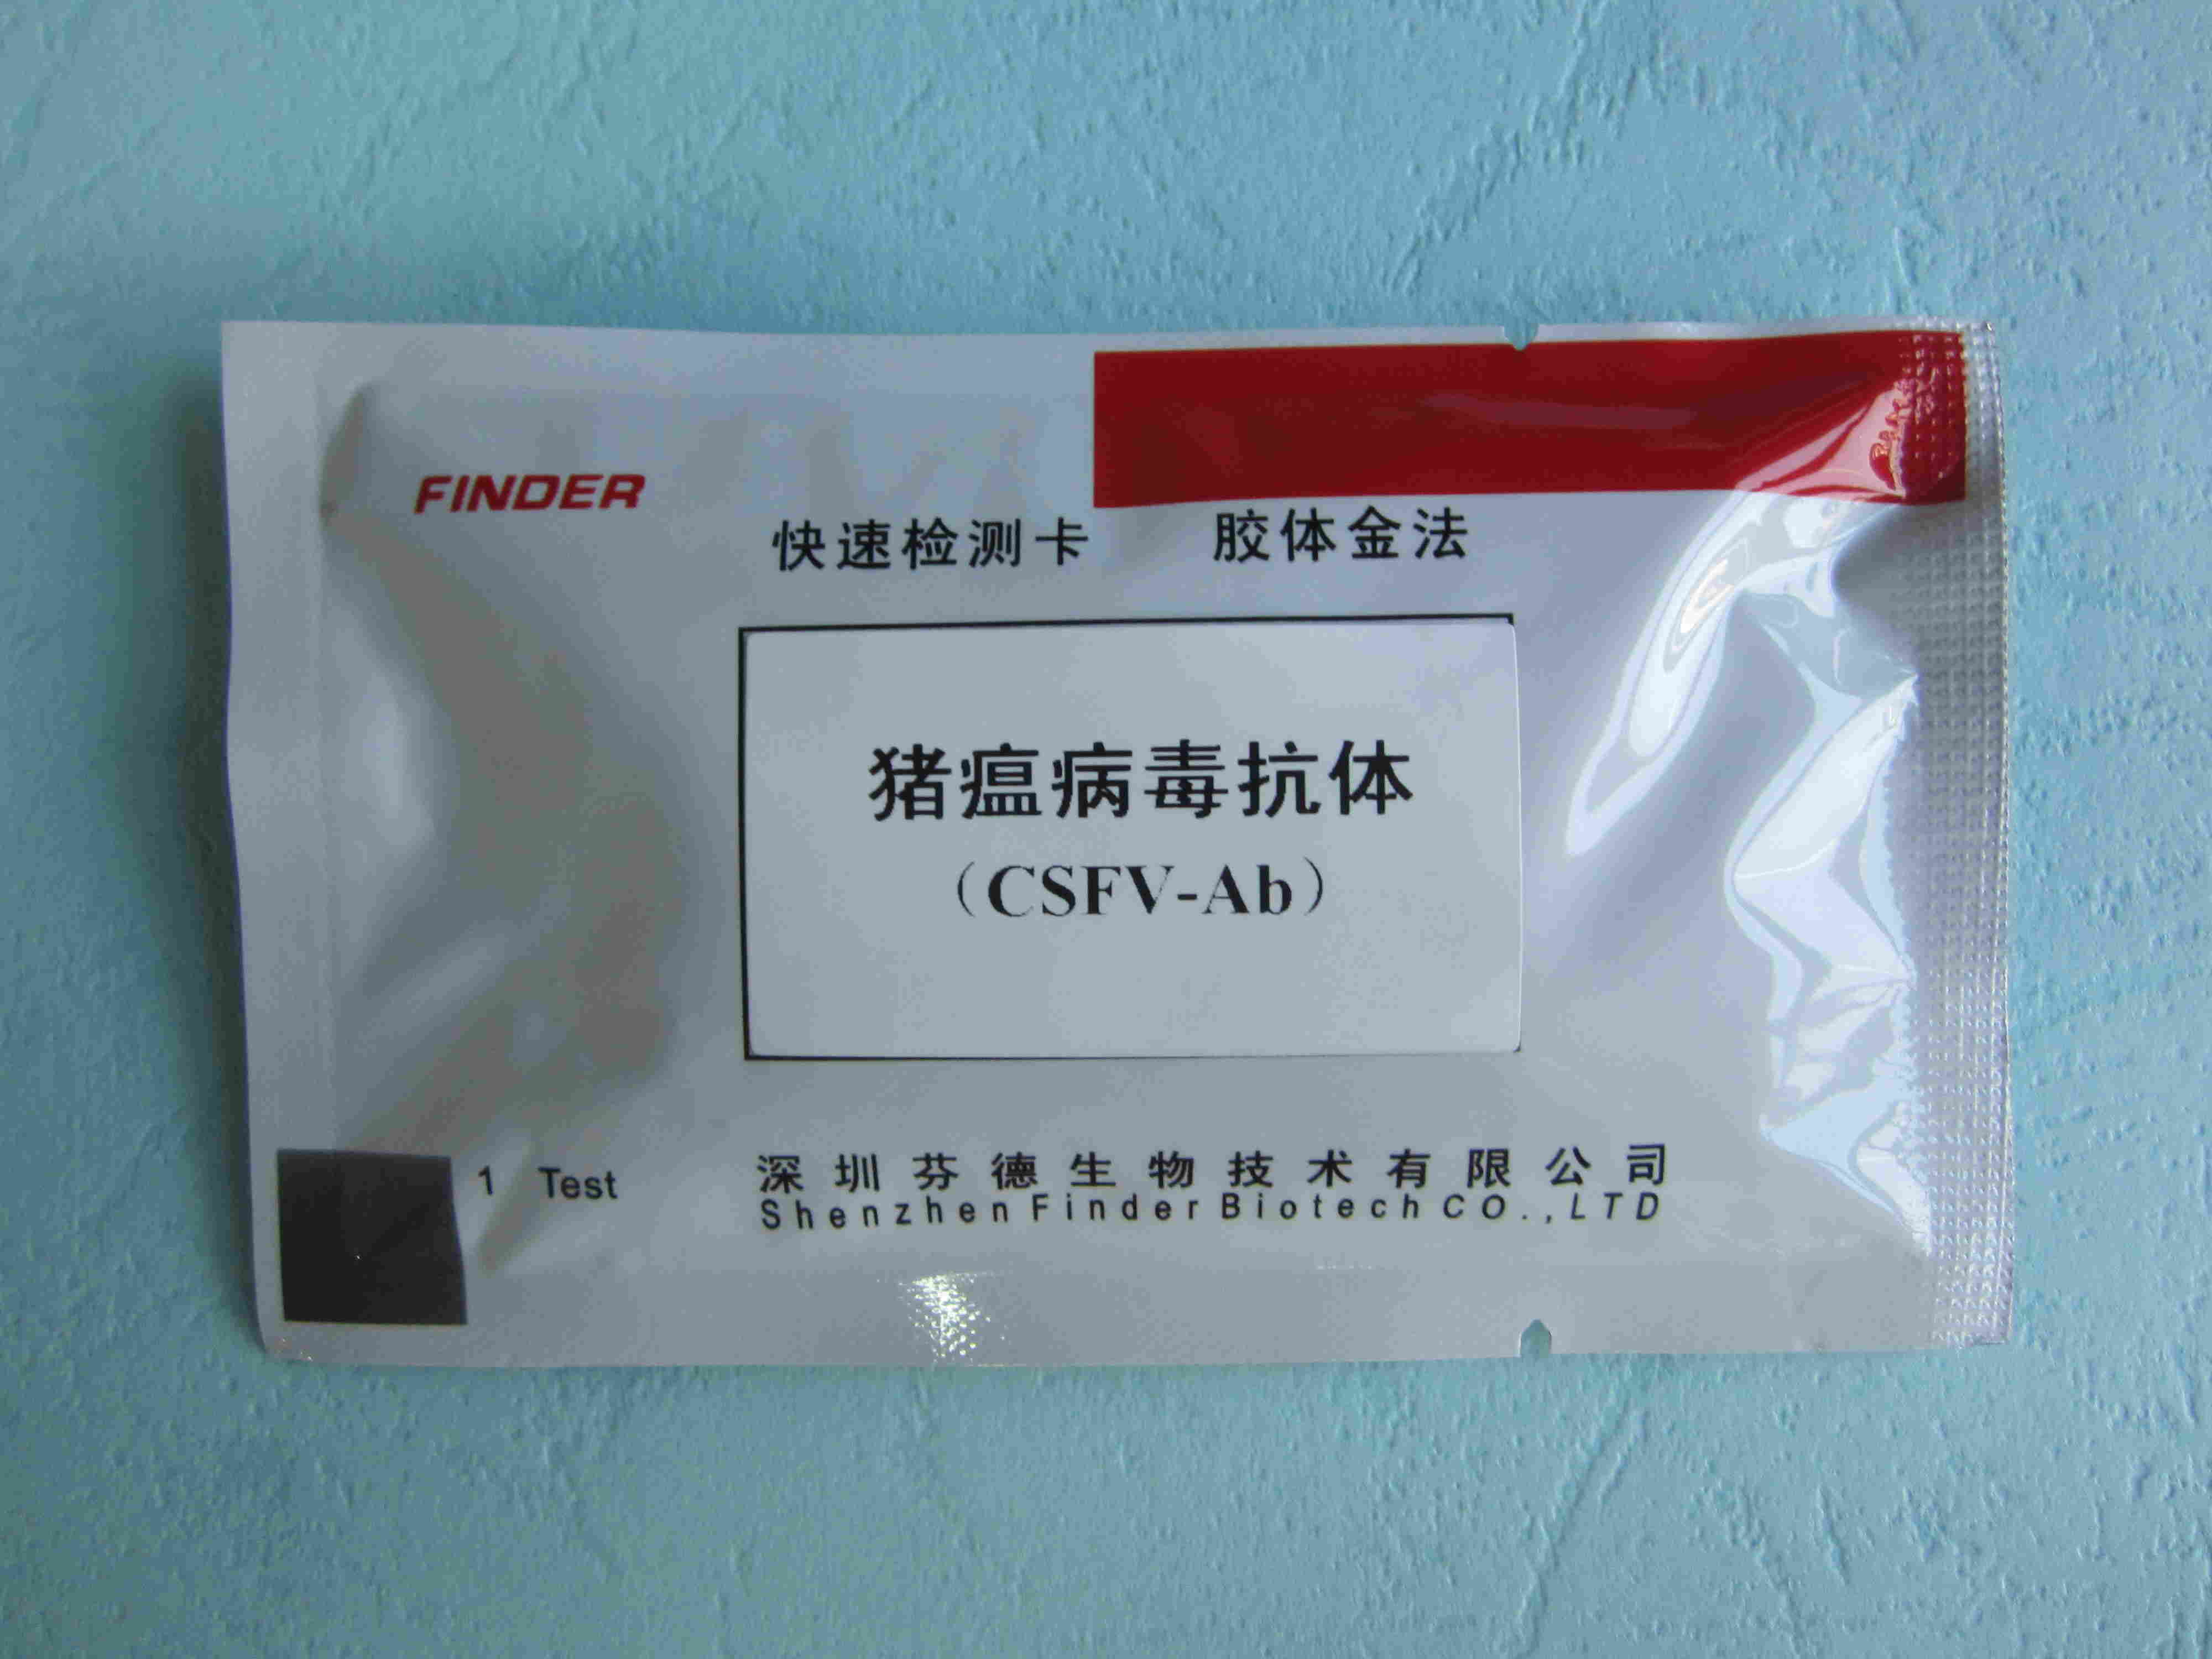 FINDER
快速检测卡 胶体金法
猪瘟病毒抗体
（CSFV-Ab）
1 Test
深圳芬德生物技术有限公司
Shenzhen Finder Biotech CO.,LTD